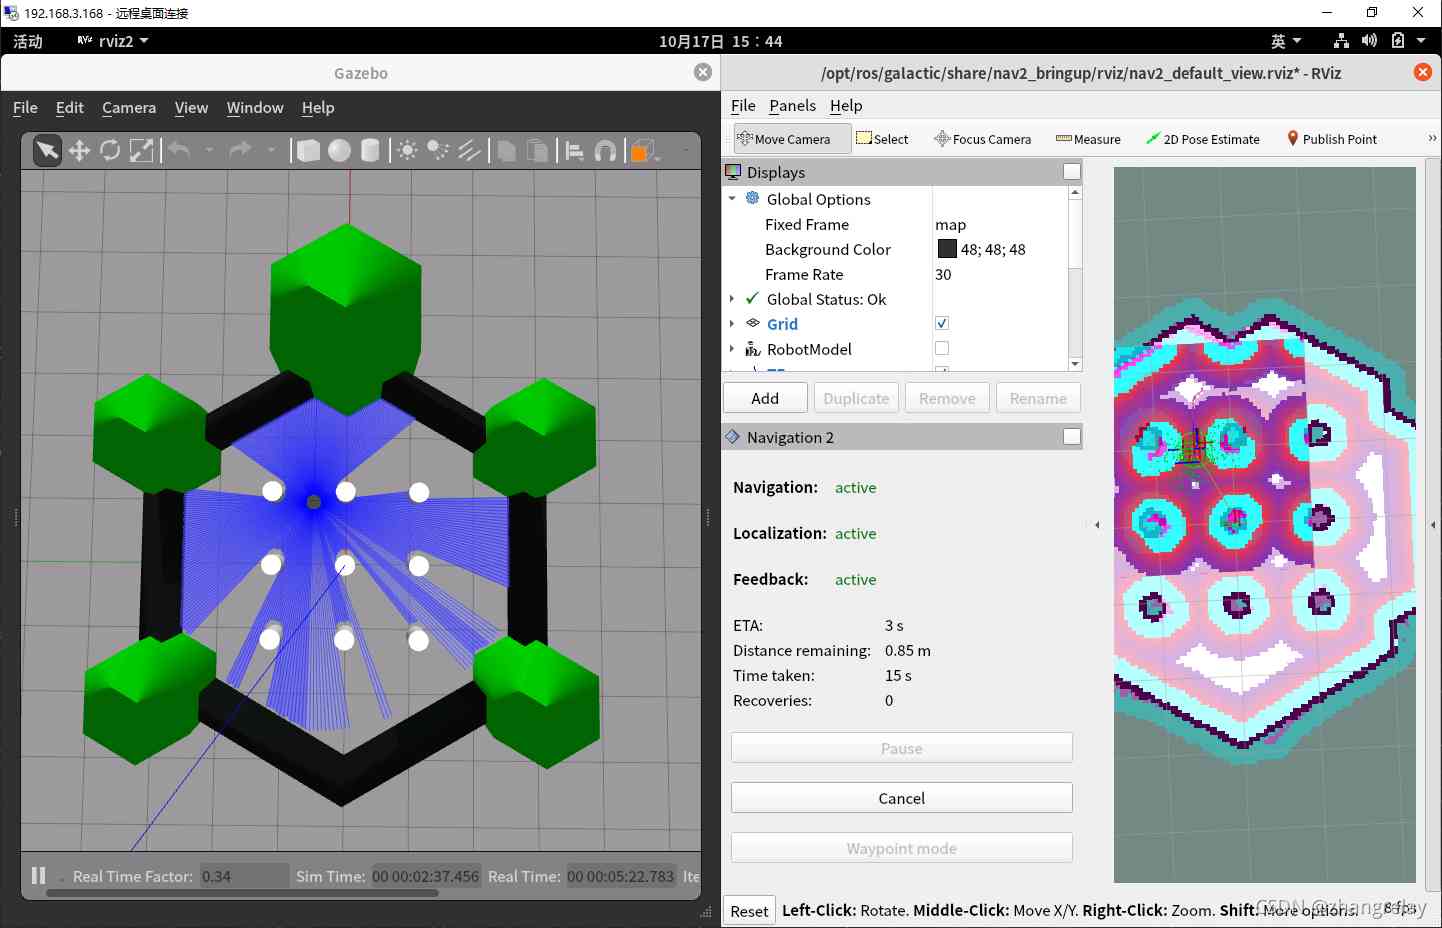 192.168.3.168 - 远程桌面连接
活动 rviz2 10月17日 15：44 英
Gazebo
File Edit Camera View Window Help
Real Time Factor: 0.34 Sim Time: 00 00:02:37.456 Real Time: 00 00:05:22.783 Ite
/opt/ros/galactic/share/nav2_bringup/rviz/nav2_default_view.rviz* - RViz
File Panels Help
Move Camera Select Focus Camera Measure 2D Pose Estimate Publish Point »
Displays
Global Options
Fixed Frame map
Background Color 48; 48; 48
Frame Rate 30
Global Status: Ok
Grid
RobotModel
Add Duplicate Remove Rename
Navigation 2
Navigation: active
Localization: active
Feedback: active
ETA: 3 s
Distance remaining: 0.85 m
Time taken: 15 s
Recoveries: 0
Pause
Cancel
Waypoint mode
Reset Left-Click: Rotate. Middle-Click: Move X/Y. Right-Click: Zoom. Shift: More options. 8 fps
CSDN @zhangrelay